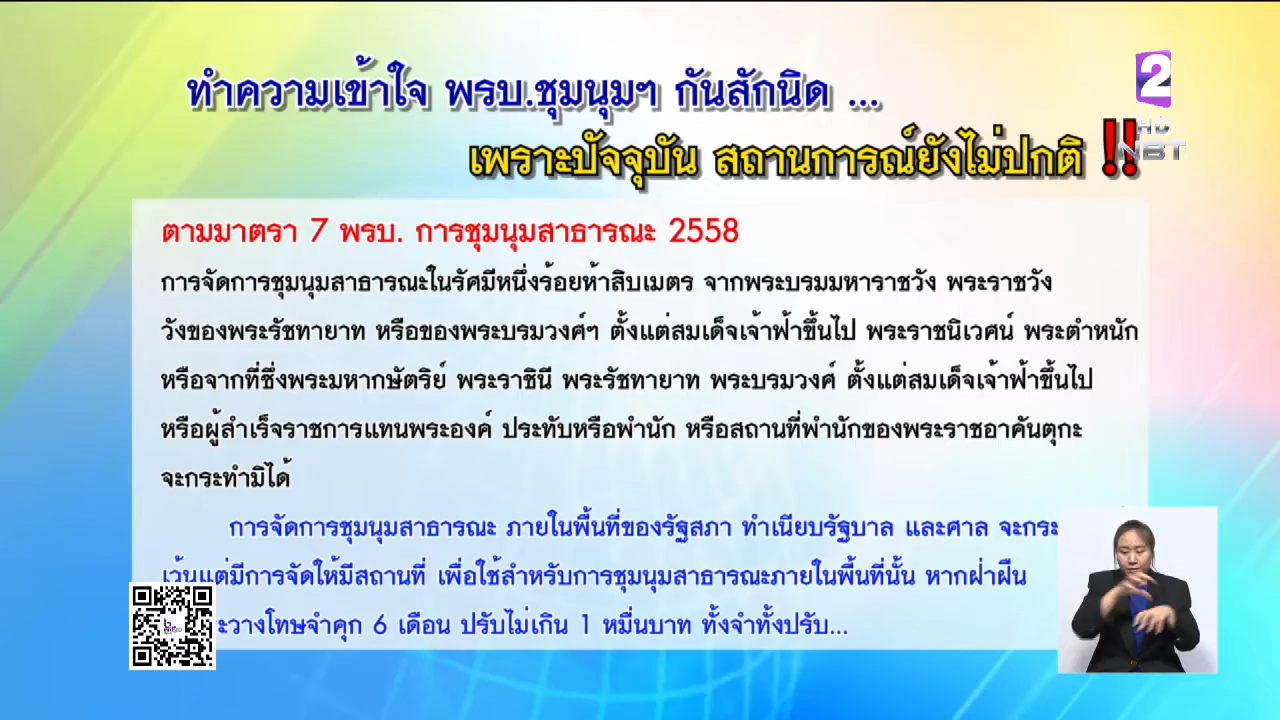 ทำความเข้าใจ พรบ.ชุมนุมฯ กันสักนิด ...
2
HD
NBT
เพราะปัจจุบัน สถานการณ์ยังไม่ปกติ !!
ตามมาตรา 7 พรบ. การชุมนุมสาธารณะ 2558
การจัดการชุมนุมสาธารณะในรัศมีหนึ่งร้อยห้าสิบเมตร จากพระบรมมหาราชวัง พระราชวัง
วังของพระรัชทายาท หรือของพระบรมวงศ์ฯ ตั้งแต่สมเด็จเจ้าฟ้าขึ้นไป พระราชนิเวศน์ พระตำหนัก
หรือจากที่ซึ่งพระมหากษัตริย์ พระราชินี พระรัชทายาท พระบรมวงศ์ ตั้งแต่สมเด็จเจ้าฟ้าขึ้นไป
หรือผู้สำเร็จราชการแทนพระองค์ ประทับหรือพำนัก หรือสถานที่พำนักของพระราชอาคันตุกะ
จะกระทำมิได้
การจัดการชุมนุมสาธารณะ ภายในพื้นที่ของรัฐสภา ทำเนียบรัฐบาล และศาล จะกระ
เว้นแต่มีการจัดให้มีสถานที่ เพื่อใช้สำหรับการชุมนุมสาธารณะภายในพื้นที่นั้น หากฝ่าฝืน
ะวางโทษจำคุก 6 เดือน ปรับไม่เกิน 1 หมื่นบาท ทั้งจำทั้งปรับ...